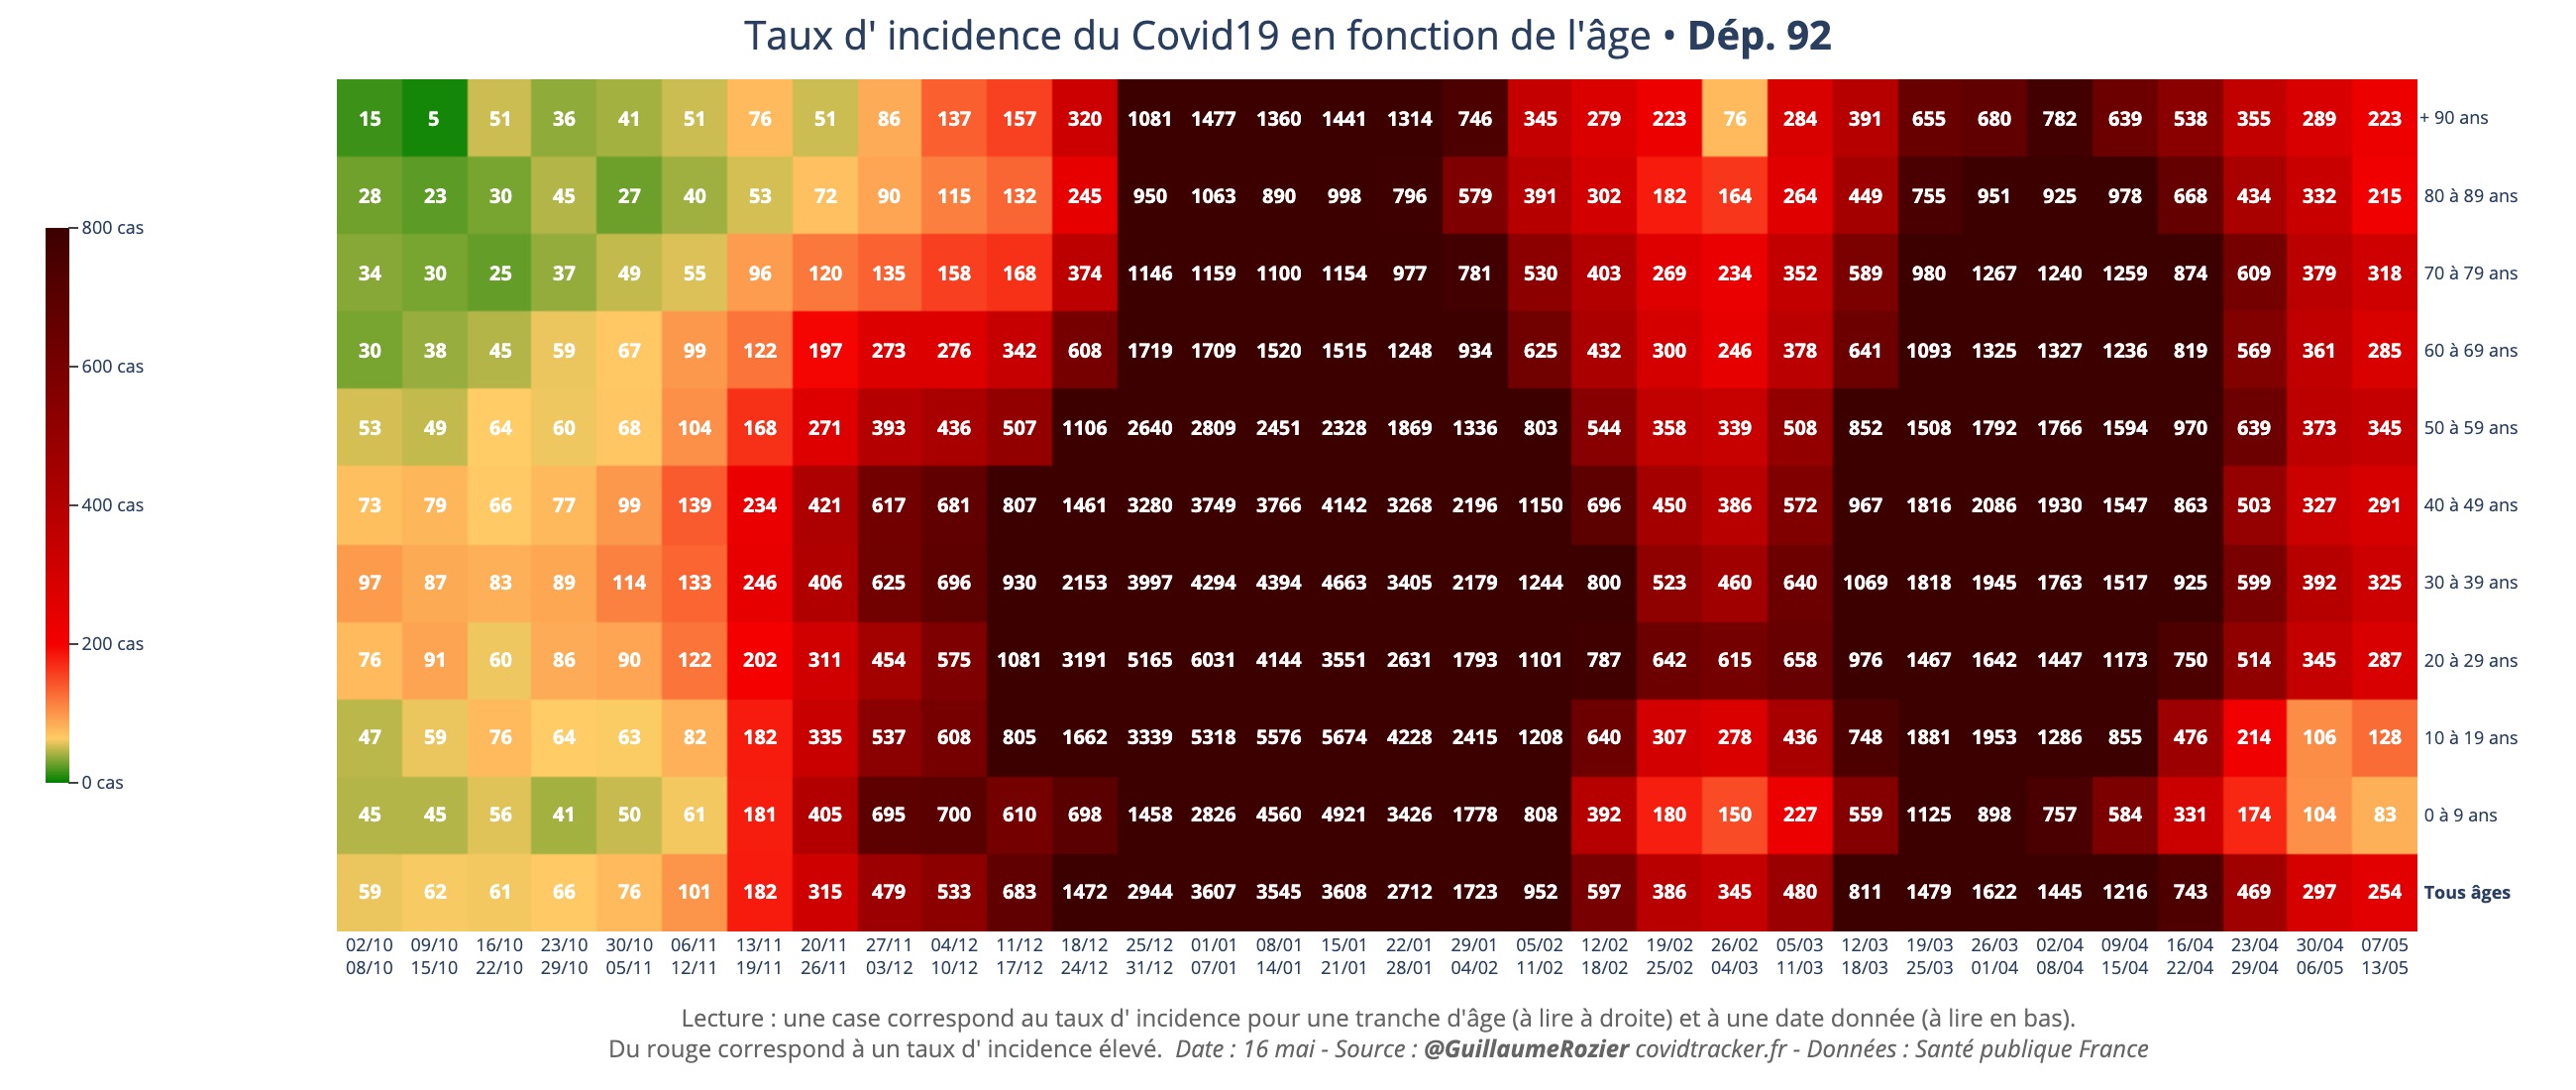 Taux d' incidence du Covid19 en fonction de l'âge • Dép. 92
800 cas
600 cas
400 cas
200 cas
0 cas
15 5 51 36 41 51 76 51 86 137 157 320 1081 1477 1360 1441 1314 746 345 279 223 76 284 391 655 680 782 639 538 355 289 223 + 90 ans
28 23 30 45 27 40 53 72 90 115 132 245 950 1063 890 998 796 579 391 302 182 164 264 449 755 951 925 978 668 434 332 215 80 à 89 ans
34 30 25 37 49 55 96 120 135 158 168 374 1146 1159 1100 1154 977 781 530 403 269 234 352 589 980 1267 1240 1259 874 609 379 318 70 à 79 ans
30 38 45 59 67 99 122 197 273 276 342 608 1719 1709 1520 1515 1248 934 625 432 300 246 378 641 1093 1325 1327 1236 819 569 361 285 60 à 69 ans
53 49 64 60 68 104 168 271 393 436 507 1106 2640 2809 2451 2328 1869 1336 803 544 358 339 508 852 1508 1792 1766 1594 970 639 373 345 50 à 59 ans
73 79 66 77 99 139 234 421 617 681 807 1461 3280 3749 3766 4142 3268 2196 1150 696 450 386 572 967 1816 2086 1930 1547 863 503 327 291 40 à 49 ans
97 87 83 89 114 133 246 406 625 696 930 2153 3997 4294 4394 4663 3405 2179 1244 800 523 460 640 1069 1818 1945 1763 1517 925 599 392 325 30 à 39 ans
76 91 60 86 90 122 202 311 454 575 1081 3191 5165 6031 4144 3551 2631 1793 1101 787 642 615 658 976 1467 1642 1447 1173 750 514 345 287 20 à 29 ans
47 59 76 64 63 82 182 335 537 608 805 1662 3339 5318 5576 5674 4228 2415 1208 640 307 278 436 748 1881 1953 1286 855 476 214 106 128 10 à 19 ans
45 45 56 41 50 61 181 405 695 700 610 698 1458 2826 4560 4921 3426 1778 808 392 180 150 227 559 1125 898 757 584 331 174 104 83 0 à 9 ans
59 62 61 66 76 101 182 315 479 533 683 1472 2944 3607 3545 3608 2712 1723 952 597 386 345 480 811 1479 1622 1445 1216 743 469 297 254 Tous âges
02/10 09/10 16/10 23/10 30/10 06/11 13/11 20/11 27/11 04/12 11/12 18/12 25/12 01/01 08/01 15/01 22/01 29/01 05/02 12/02 19/02 26/02 05/03 12/03 19/03 26/03 02/04 09/04 16/04 23/04 30/04 07/05
08/10 15/10 22/10 29/10 05/11 12/11 19/11 26/11 03/12 10/12 17/12 24/12 31/12 07/01 14/01 21/01 28/01 04/02 11/02 18/02 25/02 04/03 11/03 18/03 25/03 01/04 08/04 15/04 22/04 29/04 06/05 13/05
Lecture : une case correspond au taux d' incidence pour une tranche d'âge (à lire à droite) et à une date donnée (à lire en bas).
Du rouge correspond à un taux d' incidence élevé. Date : 16 mai - Source : @GuillaumeRozier covidtracker.fr - Données : Santé publique France